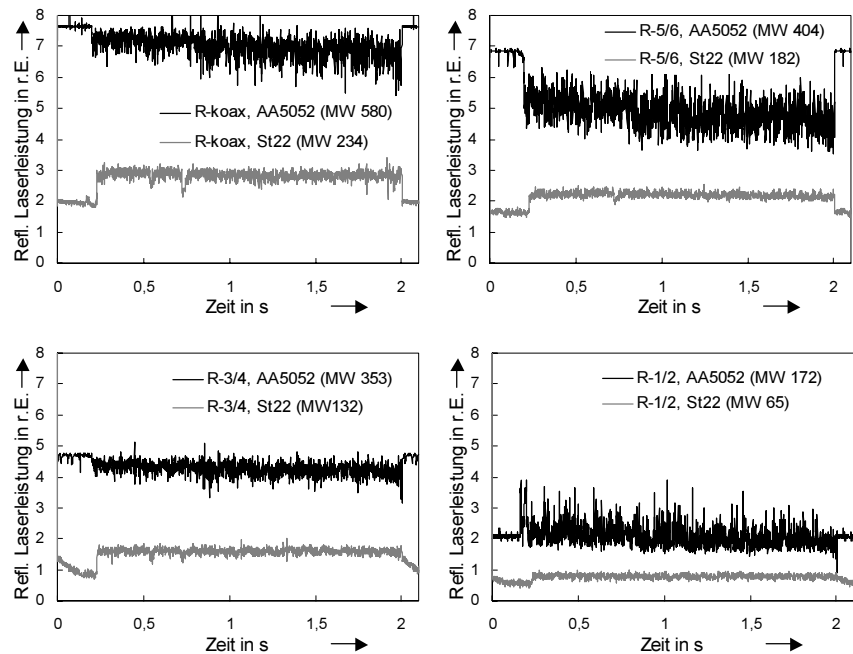 8
7
6
5
4
3
2
1
0
Refl. Laserleistung in r.E.
R-koax, AA5052 (MW 580)
R-koax, St22 (MW 234)
0 0,5 1 1,5 2
Zeit in s
8
7
6
5
4
3
2
1
0
Refl. Laserleistung in r.E.
R-5/6, AA5052 (MW 404)
R-5/6, St22 (MW 182)
0 0,5 1 1,5 2
Zeit in s
8
7
6
5
4
3
2
1
0
Refl. Laserleistung in r.E.
R-3/4, AA5052 (MW 353)
R-3/4, St22 (MW132)
0 0,5 1 1,5 2
Zeit in s
8
7
6
5
4
3
2
1
0
Refl. Laserleistung in r.E.
R-1/2, AA5052 (MW 172)
R-1/2, St22 (MW 65)
0 0,5 1 1,5 2
Zeit in s